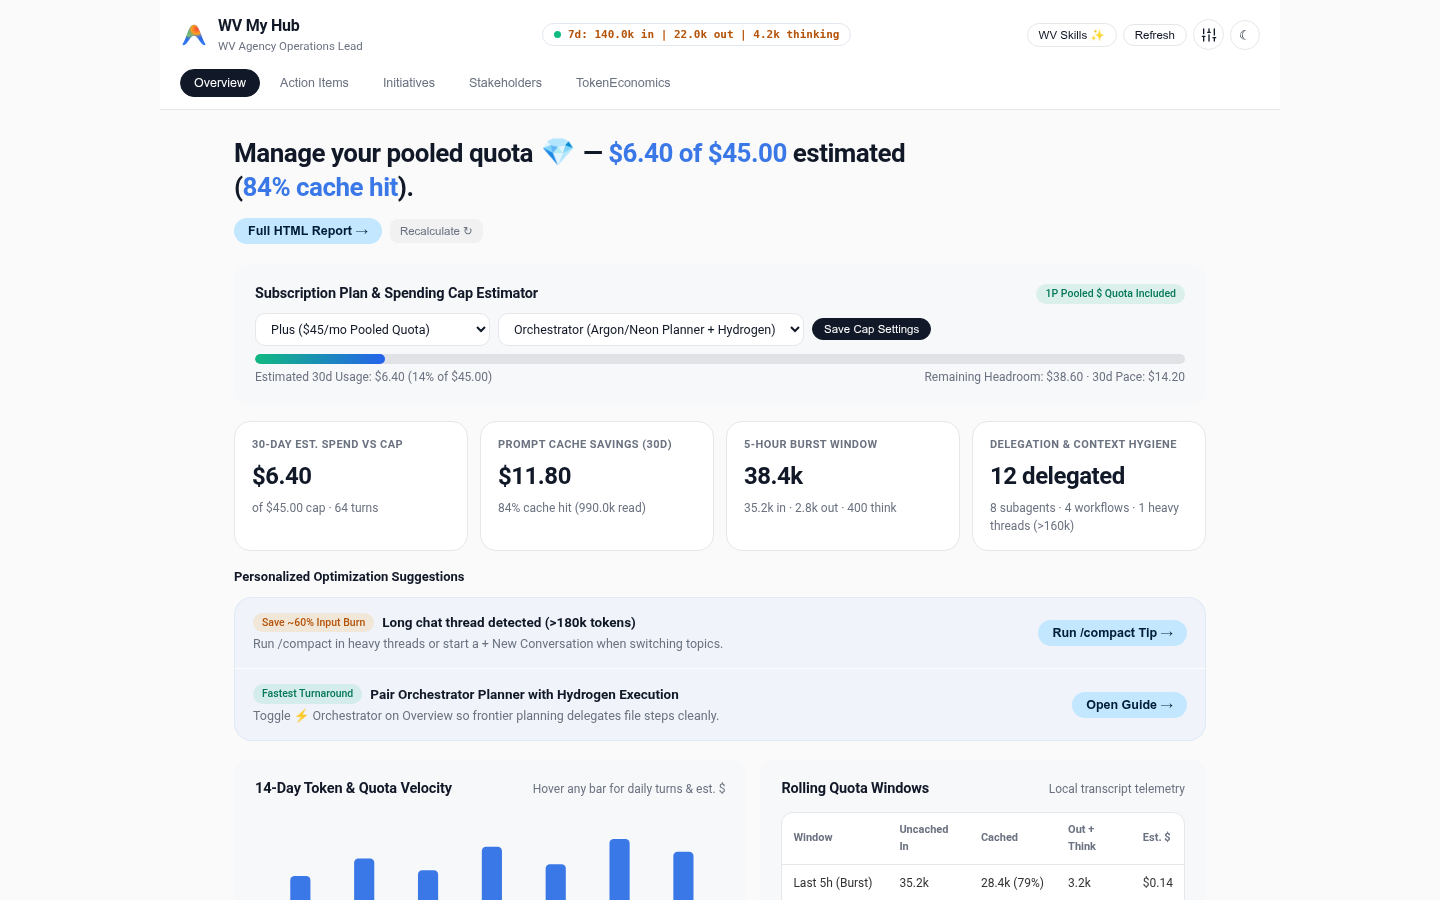 WV My Hub
WV Agency Operations Lead
7d: 140.0k in | 22.0k out | 4.2k thinking
WV Skills ✨
Refresh
☾
Overview
Action Items
Initiatives
Stakeholders
TokenEconomics
Manage your pooled quota 💎 — $6.40 of $45.00 estimated
(84% cache hit).
Full HTML Report →
Recalculate ↻
Subscription Plan & Spending Cap Estimator
1P Pooled $ Quota Included
Plus ($45/mo Pooled Quota)
Orchestrator (Argon/Neon Planner + Hydrogen)
Save Cap Settings
Estimated 30d Usage: $6.40 (14% of $45.00)
Remaining Headroom: $38.60 · 30d Pace: $14.20
30-DAY EST. SPEND VS CAP
$6.40
of $45.00 cap · 64 turns
PROMPT CACHE SAVINGS (30D)
$11.80
84% cache hit (990.0k read)
5-HOUR BURST WINDOW
38.4k
35.2k in · 2.8k out · 400 think
DELEGATION & CONTEXT HYGIENE
12 delegated
8 subagents · 4 workflows · 1 heavy
threads (>160k)
Personalized Optimization Suggestions
Save ~60% Input Burn
Long chat thread detected (>180k tokens)
Run /compact in heavy threads or start a + New Conversation when switching topics.
Run /compact Tip →
Fastest Turnaround
Pair Orchestrator Planner with Hydrogen Execution
Toggle ⚡ Orchestrator on Overview so frontier planning delegates file steps cleanly.
Open Guide →
14-Day Token & Quota Velocity
Hover any bar for daily turns & est. $
Rolling Quota Windows
Local transcript telemetry
Window
Uncached
In
Cached
Out +
Think
Est. $
Last 5h (Burst)
35.2k
28.4k (79%)
3.2k
$0.14